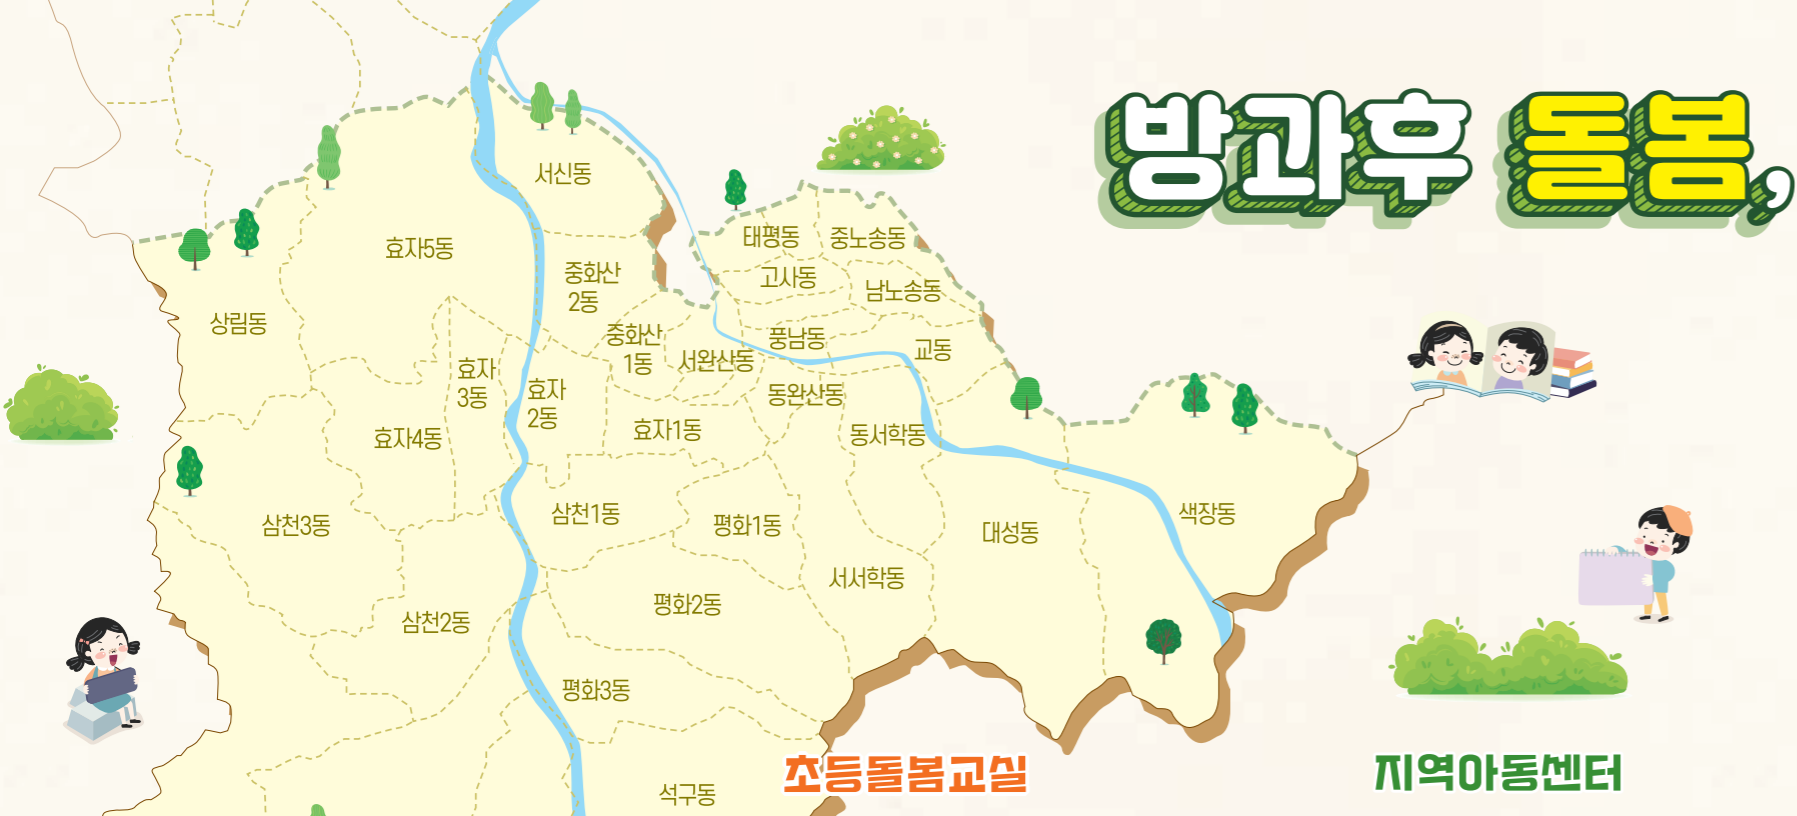 방과후 돌봄,
서신동
태평동
중노송동
효자5동
고사동
중화산
2동
남노송동
상림동
중화산
1동
풍남동
서완산동
교동
효자
3동
효자
2동
동완산동
효자4동
효자1동
동서학동
삼천3동
삼천1동
평화1동
색장동
대성동
서서학동
평화2동
삼천2동
평화3동
초등돌봄교실
지역아동센터
석구동